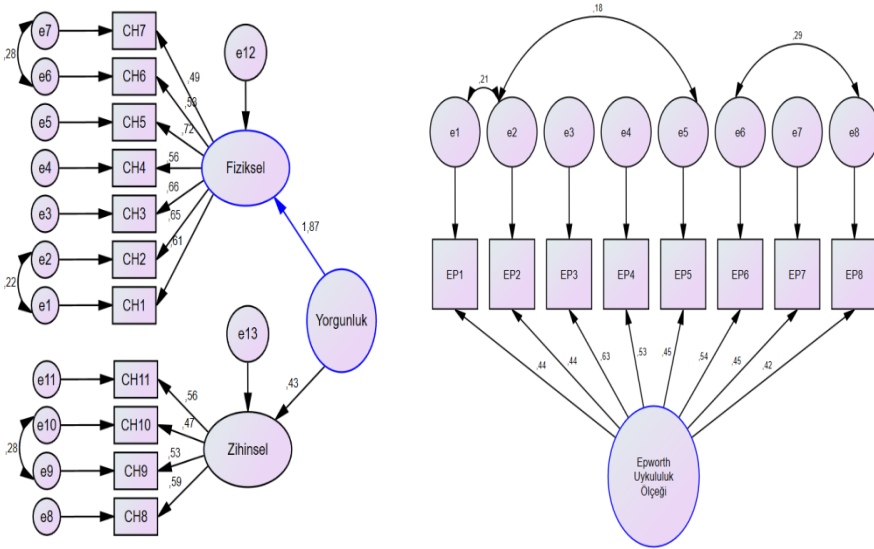 e7
CH7
,28
e6
CH6
e5
CH5
e4
CH4
e3
CH3
e2
CH2
,22
e1
CH1
,49
,53
,72
,56
,66
,65
,61
e12
Fiziksel
1,87
Yorgunluk
e13
,43
e11
CH11
e10
CH10
,28
e9
CH9
e8
CH8
,56
,47
,53
,59
Zihinsel
,18
,29
,21
e1
e2
e3
e4
e5
e6
e7
e8
EP1
EP2
EP3
EP4
EP5
EP6
EP7
EP8
,44
,44
,63
,53
,45
,54
,45
,42
Epworth
Uykululuk
Ölçeği